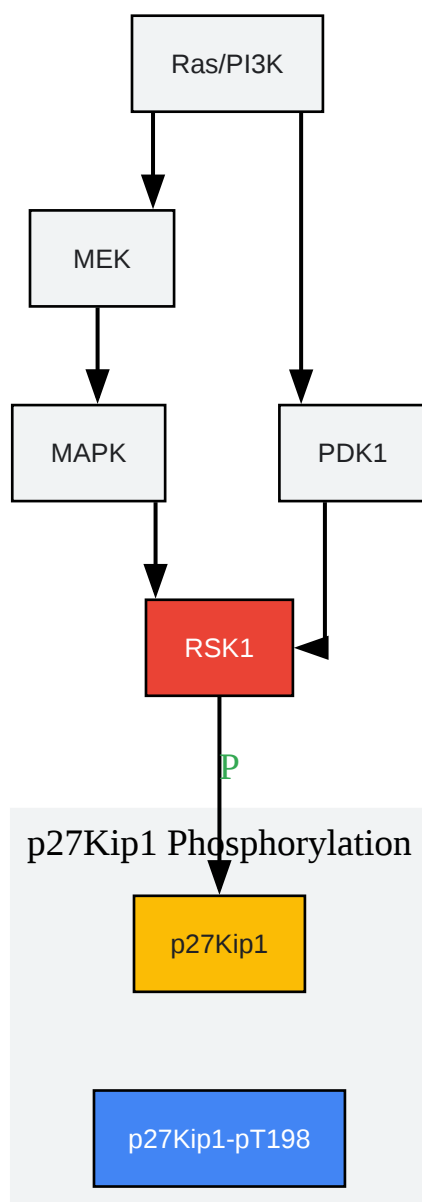 Ras/PI3K
MEK
MAPK
PDK1
RSK1
P
p27Kip1 Phosphorylation
p27Kip1
p27Kip1-pT198